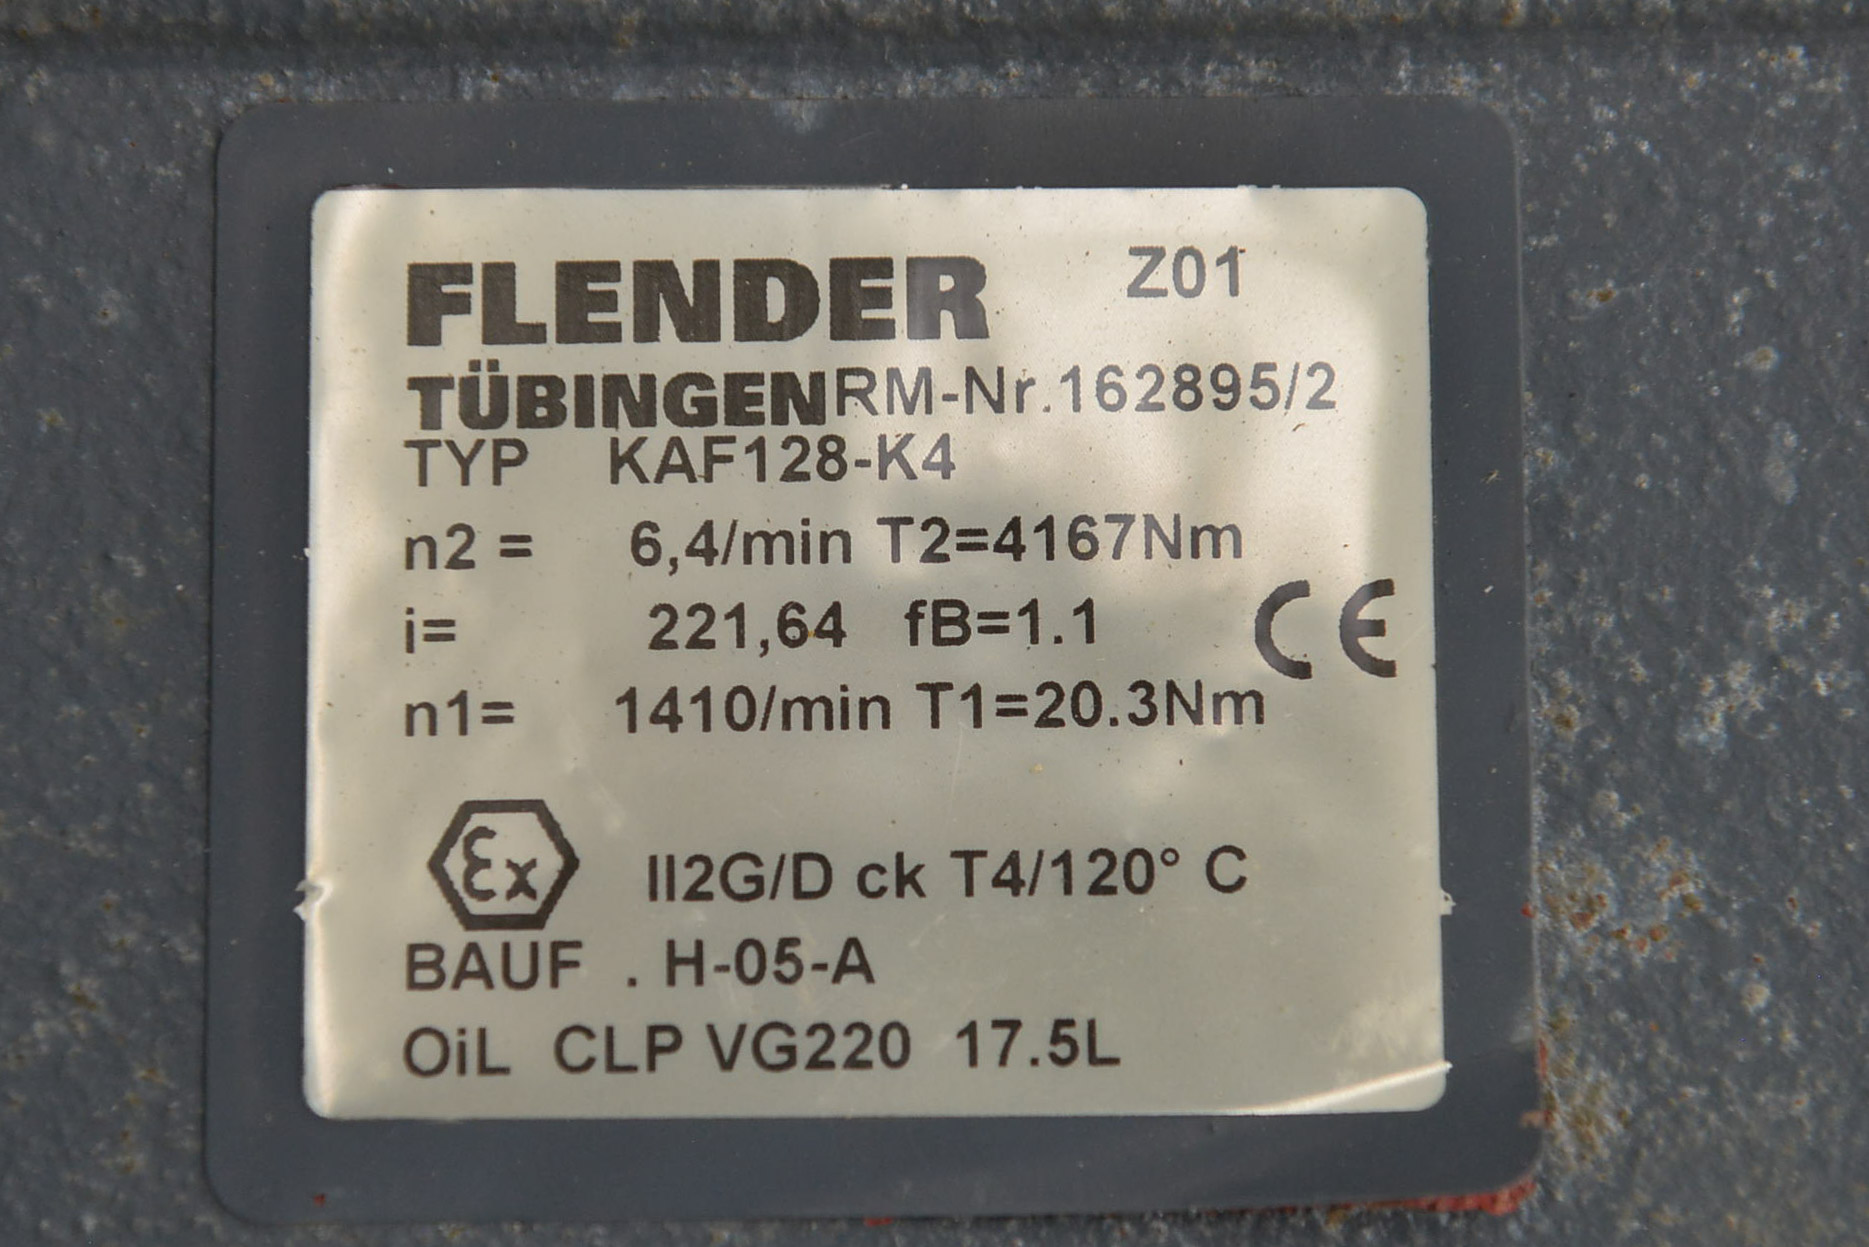 FLENDER Z01
TÜBINGEN RM-Nr.162895/2
TYP KAF128-K4
n2 = 6,4/min T2=4167Nm
i= 221,64 fB=1.1
CE
n1= 1410/min T1=20.3Nm
Ex II2G/D ck T4/120° C
BAUF . H-05-A
OiL CLP VG220 17.5L